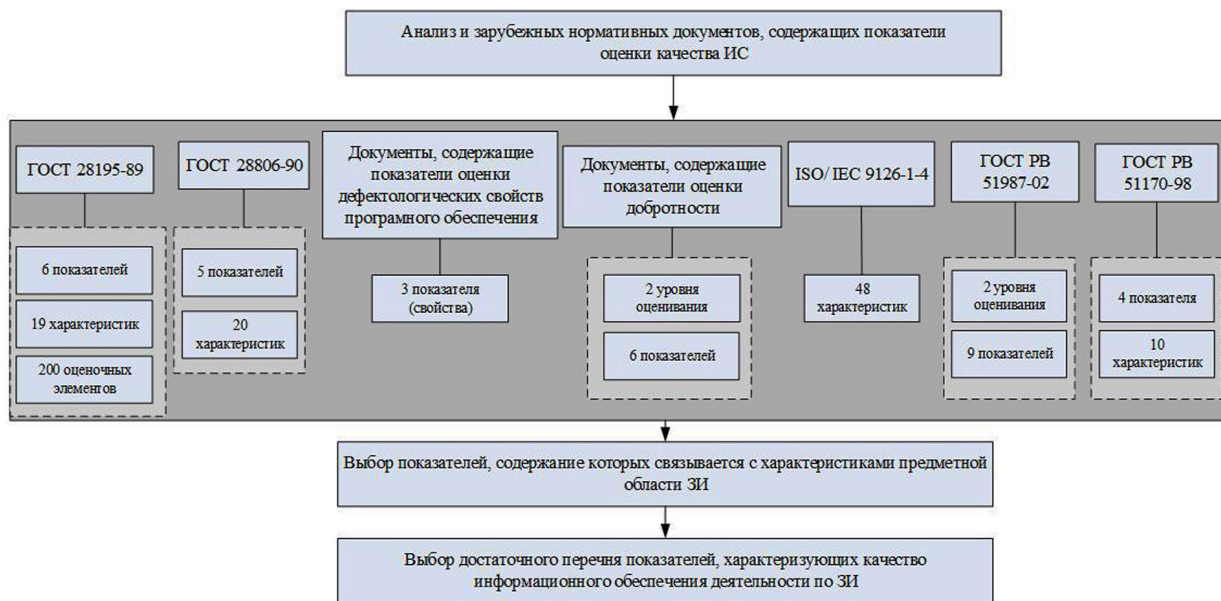 Анализ и зарубежных нормативных документов, содержащих показатели
оценки качества ИС
ГОСТ 28195-89
6 показателей
19 характеристик
200 оценочных
элементов
ГОСТ 28806-90
5 показателей
20
характеристик
Документы, содержащие
показатели оценки
дефектологических свойств
програмного обеспечения
3 показателя
(свойства)
Документы, содержащие
показатели оценки
добротности
2 уровня
оценивания
6 показателей
ISO/ IEC 9126-1-4
48
характеристик
ГОСТ РВ
51987-02
2 уровня
оценивания
9 показателей
ГОСТ РВ
51170-98
4 показателя
10
характеристик
Выбор показателей, содержание которых связывается с характеристиками предметной
области ЗИ
Выбор достаточного перечня показателей, характеризующих качество
информационного обеспечения деятельности по ЗИ